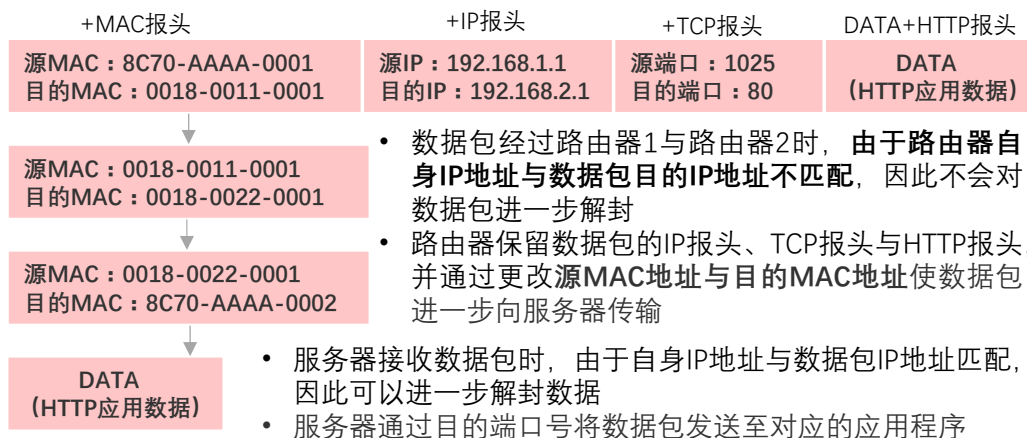 +MAC报头
+IP报头
+TCP报头
DATA+HTTP报头
源MAC：8C70-AAAA-0001
目的MAC：0018-0011-0001
源IP：192.168.1.1
目的IP：192.168.2.1
源端口：1025
目的端口：80
DATA
（HTTP应用数据）
源MAC：0018-0011-0001
目的MAC：0018-0022-0001
• 数据包经过路由器1与路由器2时，由于路由器自
身IP地址与数据包目的IP地址不匹配，因此不会对
数据包进一步解封
• 路由器保留数据包的IP报头、TCP报头与HTTP报头，
并通过更改源MAC地址与目的MAC地址使数据包
进一步向服务器传输
源MAC：0018-0022-0001
目的MAC：8C70-AAAA-0002
DATA
（HTTP应用数据）
• 服务器接收数据包时，由于自身IP地址与数据包IP地址匹配，
因此可以进一步解封数据
• 服务器通过目的端口号将数据包发送至对应的应用程序